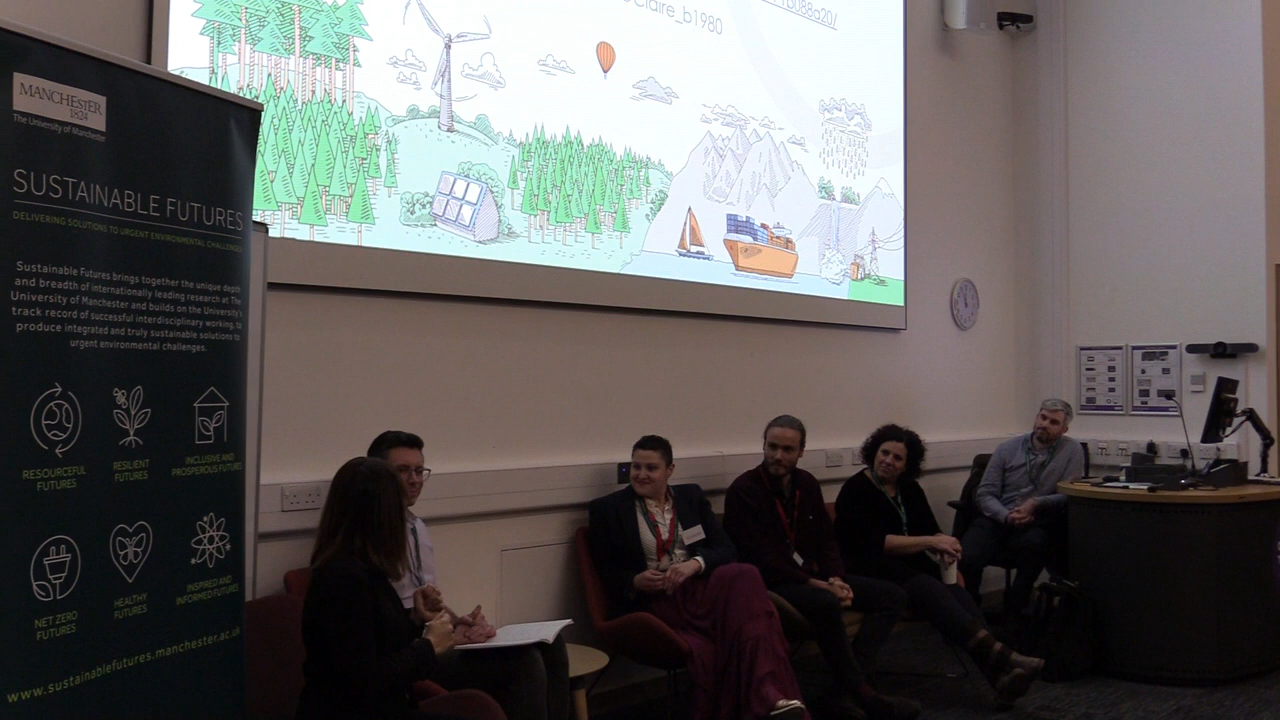 MANCHESTER
1824
The University of Manchester
SUSTAINABLE FUTURES
DELIVERING SOLUTIONS TO URGENT ENVIRONMENTAL CHALLENGES
Sustainable Futures brings together the unique depth
and breadth of internationally leading research at The
University of Manchester and builds on the University's
track record of successful interdisciplinary working, to
produce integrated and truly sustainable solutions to
urgent environmental challenges.
RESOURCEFUL
FUTURES
RESILIENT
FUTURES
INCLUSIVE AND
PROSPEROUS FUTURES
NET ZERO
FUTURES
HEALTHY
FUTURES
INSPIRED AND
INFORMED FUTURES
www.sustainablefutures.manchester.ac.uk
1b088a20/
Claire_b1980